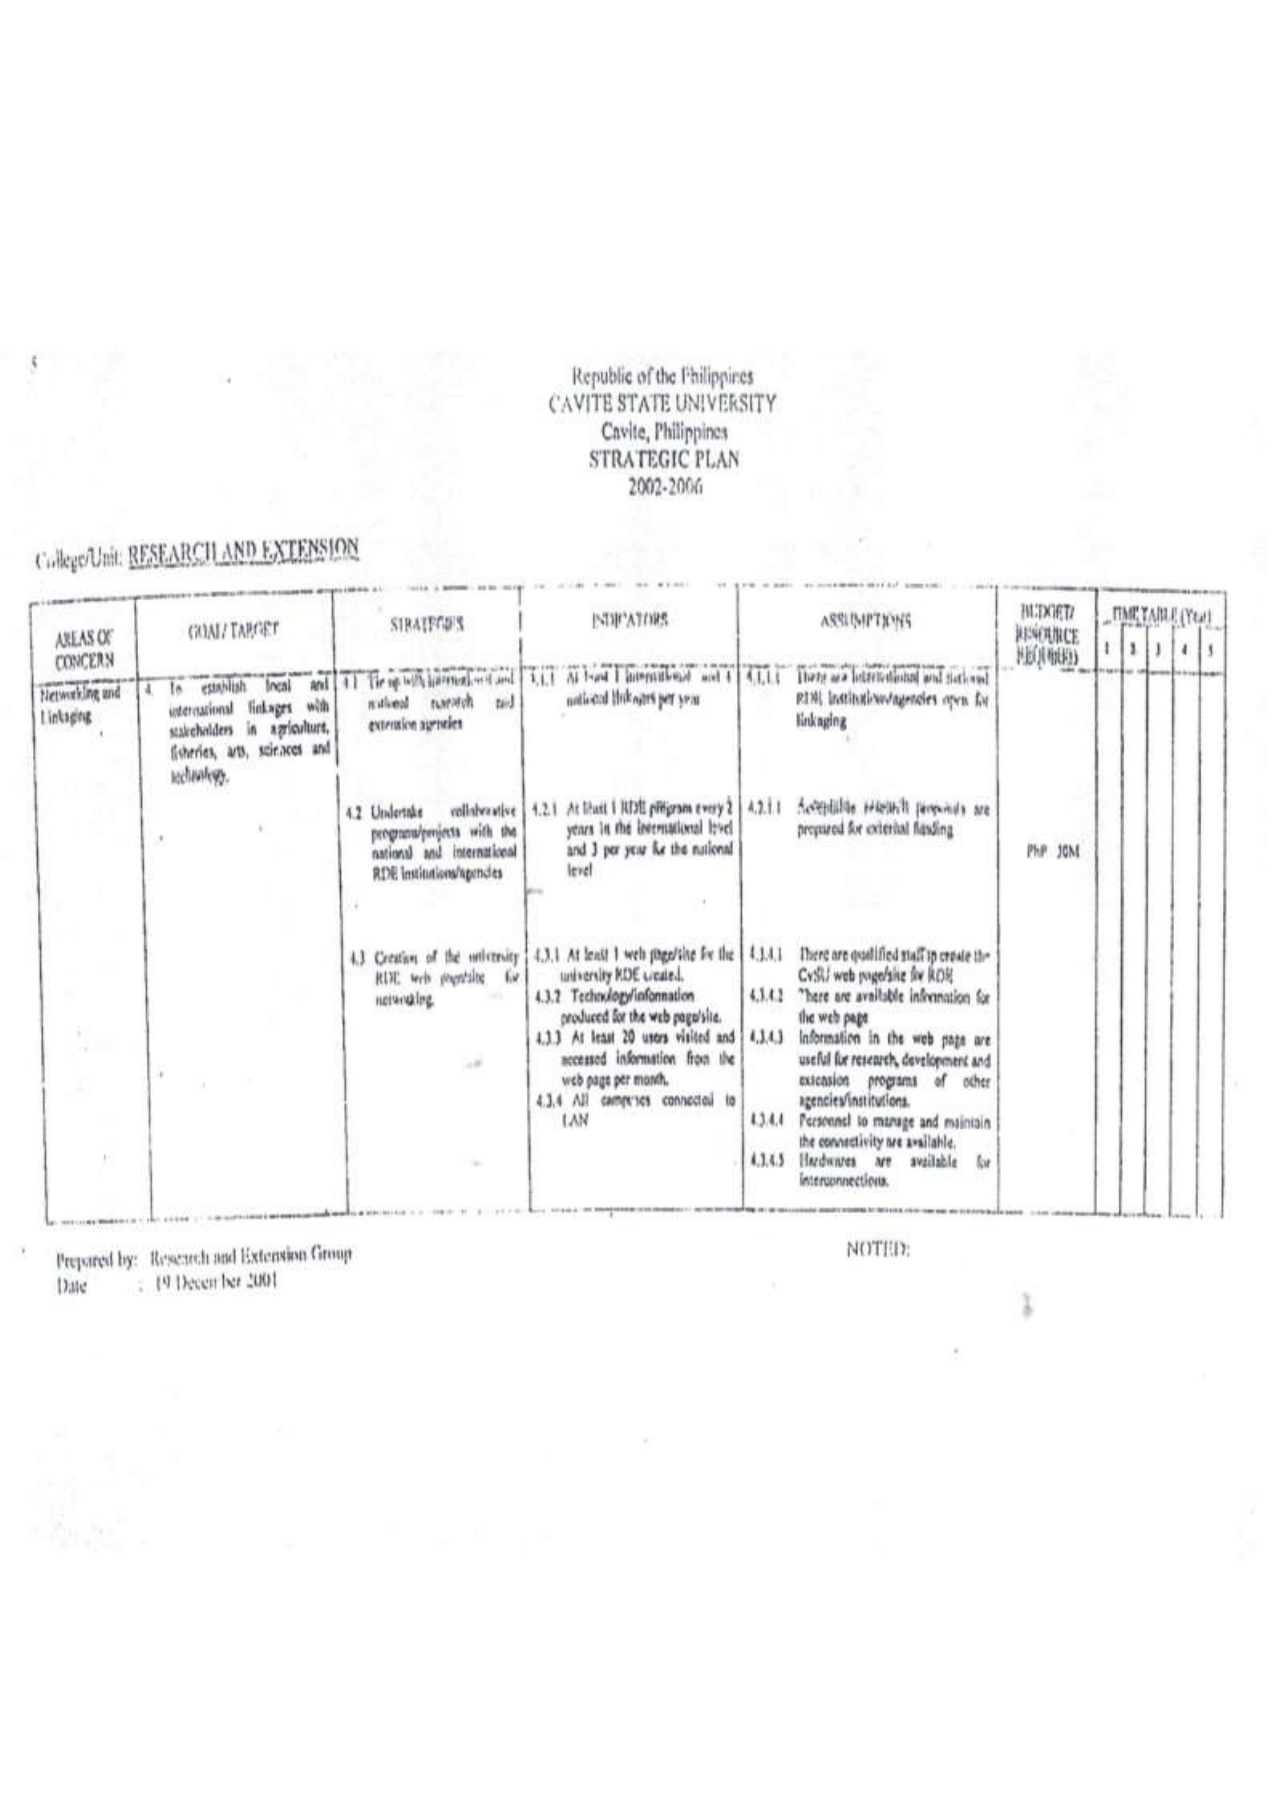 5
Republic of the Philippines
CAVITE STATE UNIVERSITY
Cavite, Philippines
STRATEGIC PLAN
2002-2006
College/Unit: RESEARCH AND EXTENSION
AREAS OF
CONCERN
GOAL/TARGET
STRATEGIES
INDICATORS
ASSUMPTIONS
BUDGET/
RESOURCE
REQUIRED
TIME TABLE (Year)
1 2 3 4 5
Networking and
Linkaging
4. To establish local and
international linkages with
stakeholders in agriculture,
fisheries, arts, sciences and
technology.
4.1 Tie up with international and
national research and
extension agencies
4.1.1 At least 1 international and
national linkages per year
4.1.1.1 There are international and national
RDE institutions/agencies open for
linkaging
4.2 Undertake collaborative
programs/projects with the
national and international
RDE institutions/agencies
4.2.1 At least 1 RDE program every 2
years in the international level
and 3 per year for the national
level
4.2.1.1 Acceptable research proposals are
prepared for external funding
PhP
4.3 Creation of the university
RDE web page/site for
networking.
4.3.1 At least 1 web page/site for the
university RDE created.
4.3.2 Technology/information
produced for the web page/site.
4.3.3 At least 20 users visited and
accessed information from the
web page per month.
4.3.4 All campuses connected to
LAN
4.3.4.1 There are qualified staff to create the
CvSU web page/site for RDE
4.3.4.2 There are available information for
the web page
4.3.4.3 Information in the web page are
useful for research, development and
extension programs of other
agencies/institutions.
4.3.4.4 Personnel to manage and maintain
the connectivity are available.
4.3.4.5 Hardwares are available for
interconnections.
Prepared by: Research and Extension Group
Date : 19 December 2001
NOTED: